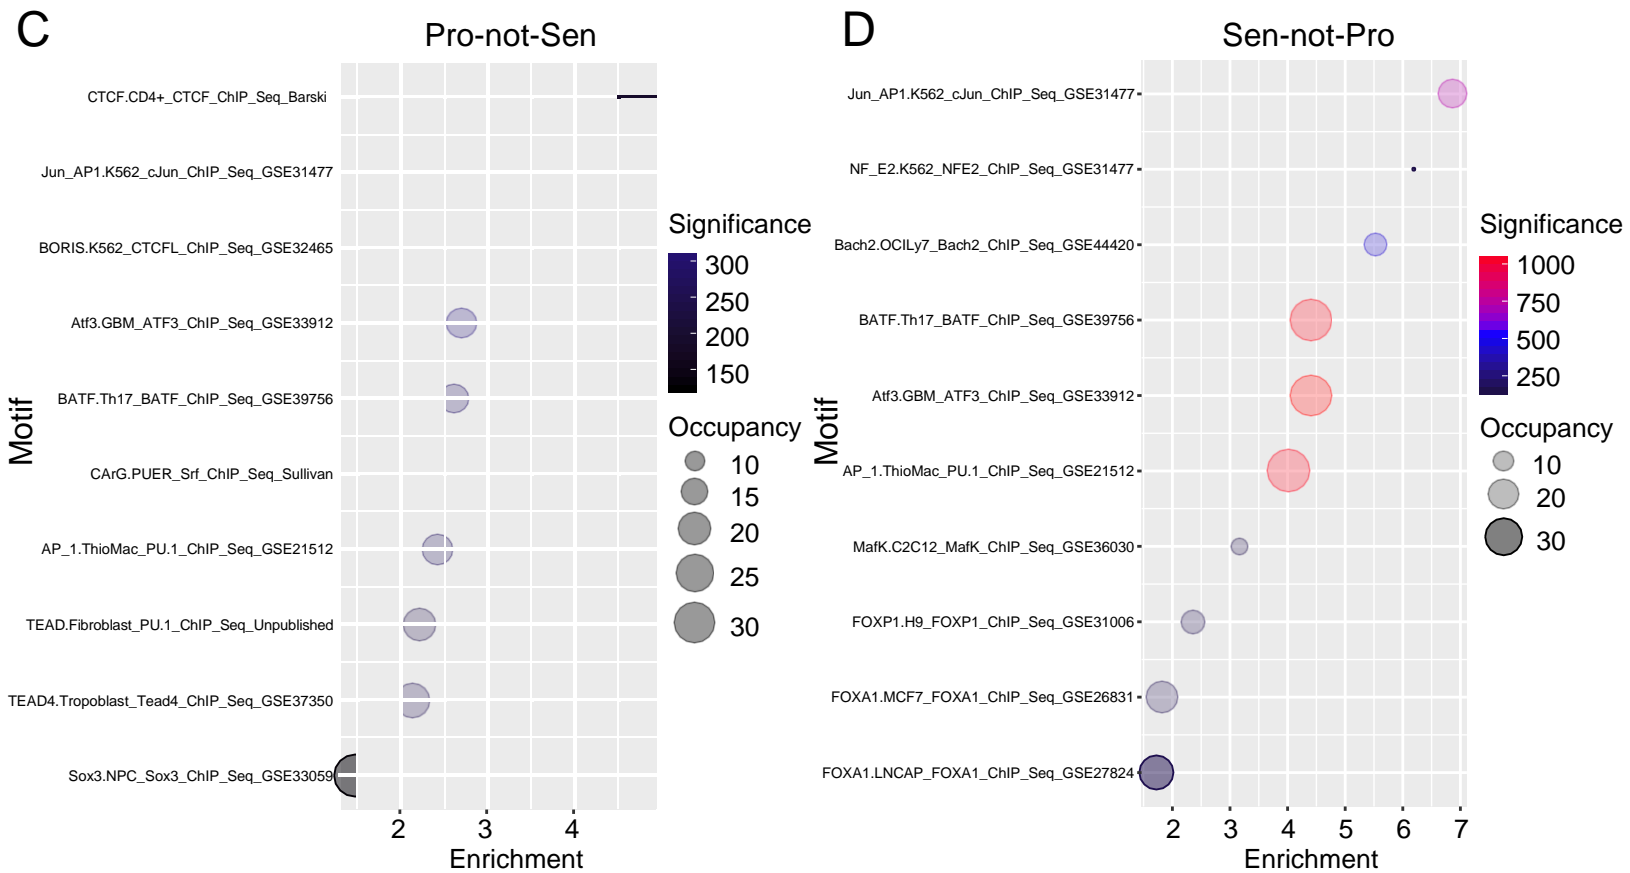 C
Pro-not-Sen
CTCF.CD4+_CTCF_ChIP_Seq_Barski
Jun_AP1.K562_cJun_ChIP_Seq_GSE31477
BORIS.K562_CTCFL_ChIP_Seq_GSE32465
Atf3.GBM_ATF3_ChIP_Seq_GSE33912
BATF.Th17_BATF_ChIP_Seq_GSE39756
CArG.PUER_Srf_ChIP_Seq_Sullivan
AP_1.ThioMac_PU.1_ChIP_Seq_GSE21512
TEAD.Fibroblast_PU.1_ChIP_Seq_Unpublished
TEAD4.Tropoblast_Tead4_ChIP_Seq_GSE37350
Sox3.NPC_Sox3_ChIP_Seq_GSE33059
Motif
2 3 4
Enrichment
Significance
300
250
200
150
Occupancy
10
15
20
25
30
D
Sen-not-Pro
Jun_AP1.K562_cJun_ChIP_Seq_GSE31477
NF_E2.K562_NFE2_ChIP_Seq_GSE31477
Bach2.OCILy7_Bach2_ChIP_Seq_GSE44420
BATF.Th17_BATF_ChIP_Seq_GSE39756
Atf3.GBM_ATF3_ChIP_Seq_GSE33912
AP_1.ThioMac_PU.1_ChIP_Seq_GSE21512
MafK.C2C12_MafK_ChIP_Seq_GSE36030
FOXP1.H9_FOXP1_ChIP_Seq_GSE31006
FOXA1.MCF7_FOXA1_ChIP_Seq_GSE26831
FOXA1.LNCAP_FOXA1_ChIP_Seq_GSE27824
Motif
2 3 4 5 6 7
Enrichment
Significance
1000
750
500
250
Occupancy
10
20
30